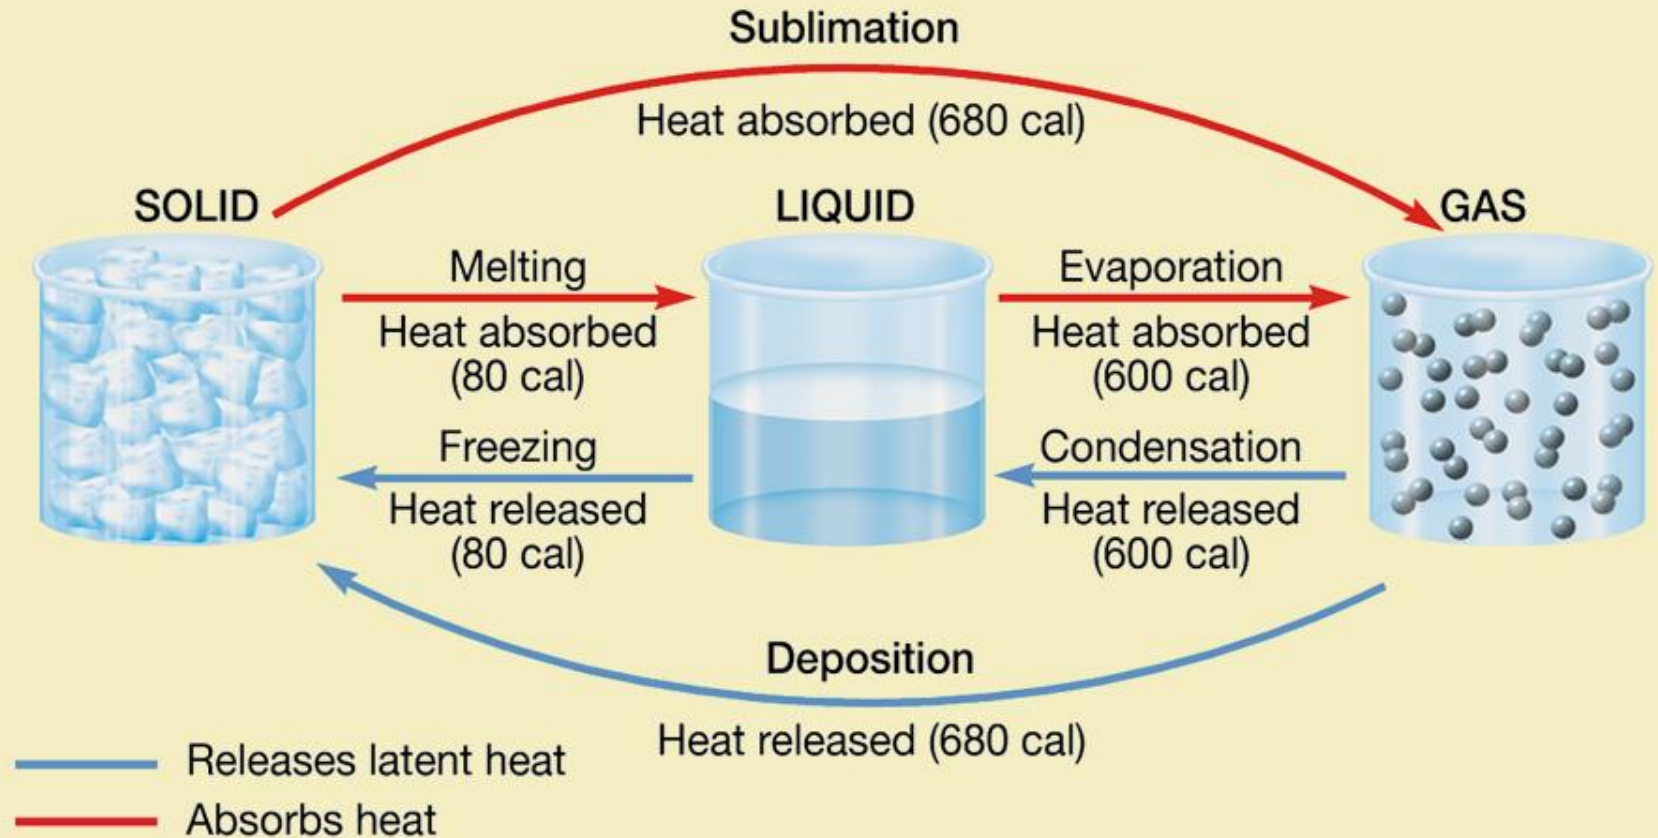 Sublimation
Heat absorbed (680 cal)
SOLID
LIQUID
GAS
Melting
Heat absorbed
(80 cal)
Evaporation
Heat absorbed
(600 cal)
Freezing
Heat released
(80 cal)
Condensation
Heat released
(600 cal)
Deposition
Heat released (680 cal)
Releases latent heat
Absorbs heat